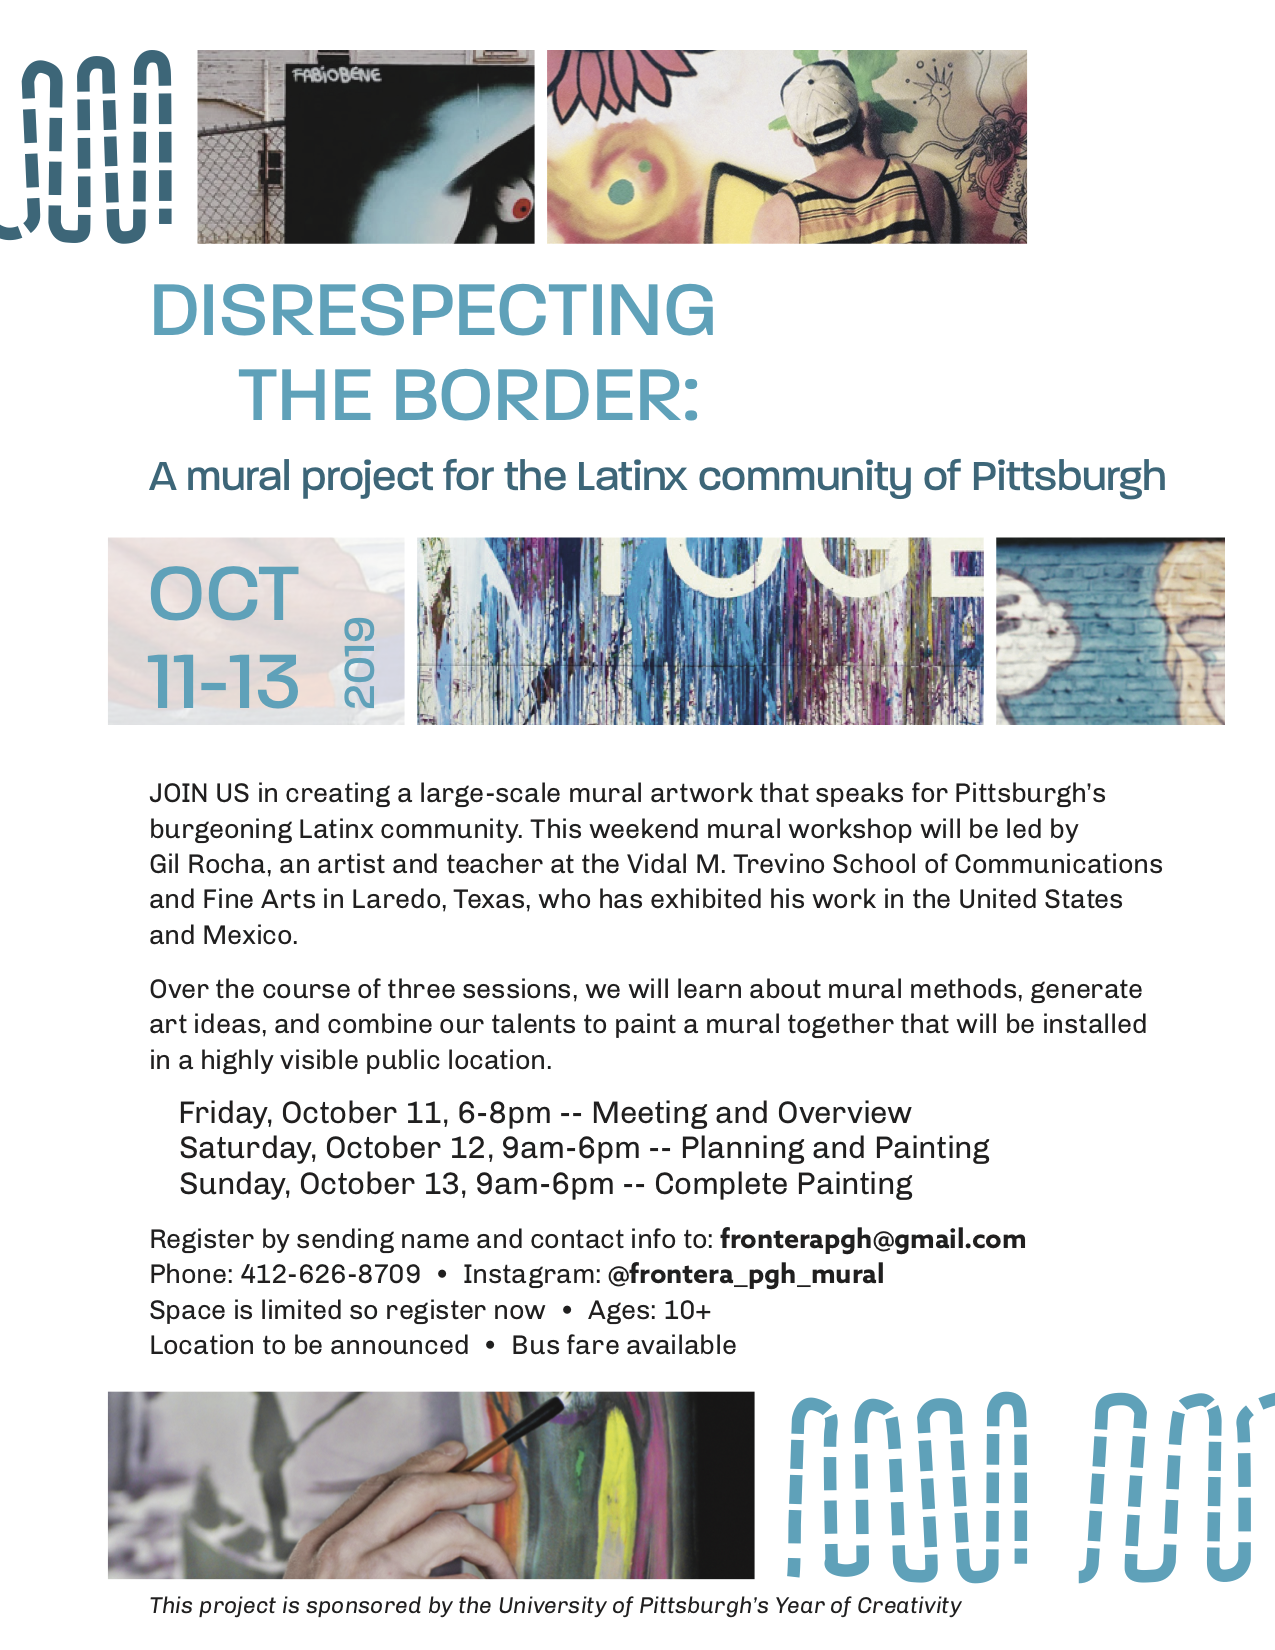 FABIOBENE
DISRESPECTING
THE BORDER:
A mural project for the Latinx community of Pittsburgh
OCT
11-13
2019
TOGE
JOIN US in creating a large-scale mural artwork that speaks for Pittsburgh's
burgeoning Latinx community. This weekend mural workshop will be led by
Gil Rocha, an artist and teacher at the Vidal M. Trevino School of Communications
and Fine Arts in Laredo, Texas, who has exhibited his work in the United States
and Mexico.
Over the course of three sessions, we will learn about mural methods, generate
art ideas, and combine our talents to paint a mural together that will be installed
in a highly visible public location.
Friday, October 11, 6-8pm -- Meeting and Overview
Saturday, October 12, 9am-6pm -- Planning and Painting
Sunday, October 13, 9am-6pm -- Complete Painting
Register by sending name and contact info to: fronterapgh@gmail.com
Phone: 412-626-8709 • Instagram: @frontera_pgh_mural
Space is limited so register now • Ages: 10+
Location to be announced • Bus fare available
This project is sponsored by the University of Pittsburgh's Year of Creativity